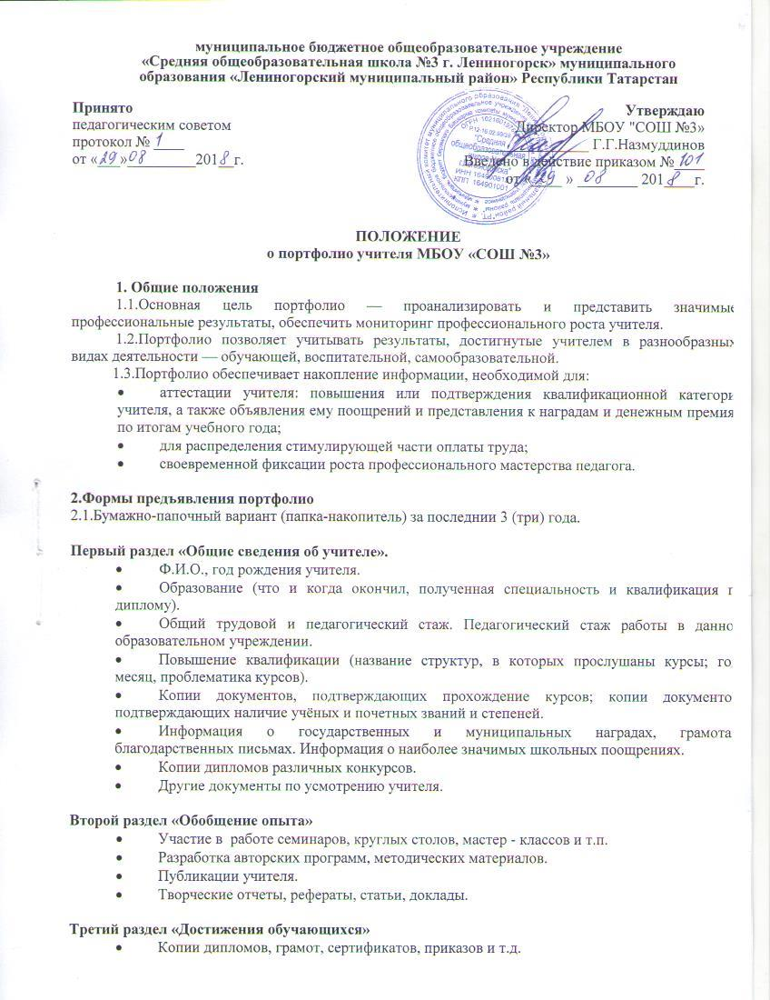 муниципальное бюджетное общеобразовательное учреждение
«Средняя общеобразовательная школа №3 г. Лениногорск» муниципального
образования «Лениногорский муниципальный район» Республики Татарстан
Принято
педагогическим советом
протокол № 1
от «29»08 2018г.
Утверждаю
Директор МБОУ "СОШ №3»
Г.Г.Назмуддинов
Введено в действие приказом № 101
от « 29 » 08 2018г.
"Средняя
общеобразовательная
ПОЛОЖЕНИЕ
о портфолио учителя МБОУ «СОШ №3»
1. Общие положения
1.1.Основная цель портфолио — проанализировать и представить значимые
профессиональные результаты, обеспечить мониторинг профессионального роста учителя.
1.2.Портфолио позволяет учитывать результаты, достигнутые учителем в разнообразных
видах деятельности — обучающей, воспитательной, самообразовательной.
1.3.Портфолио обеспечивает накопление информации, необходимой для:
• аттестации учителя: повышения или подтверждения квалификационной категори
учителя, а также объявления ему поощрений и представления к наградам и денежным премия
по итогам учебного года;
• для распределения стимулирующей части оплаты труда;
• своевременной фиксации роста профессионального мастерства педагога.
2.Формы предъявления портфолио
2.1.Бумажно-папочный вариант (папка-накопитель) за последнии 3 (три) года.
Первый раздел «Общие сведения об учителе».
• Ф.И.О., год рождения учителя.
• Образование (что и когда окончил, полученная специальность и квалификация п
диплому).
• Общий трудовой и педагогический стаж. Педагогический стаж работы в данно
образовательном учреждении.
• Повышение квалификации (название структур, в которых прослушаны курсы; го
месяц, проблематика курсов).
• Копии документов, подтверждающих прохождение курсов; копии документо
подтверждающих наличие учёных и почетных званий и степеней.
• Информация о государственных и муниципальных наградах, грамота
благодарственных письмах. Информация о наиболее значимых школьных поощрениях.
• Копии дипломов различных конкурсов.
• Другие документы по усмотрению учителя.
Второй раздел «Обобщение опыта»
• Участие в работе семинаров, круглых столов, мастер - классов и т.п.
• Разработка авторских программ, методических материалов.
• Публикации учителя.
• Творческие отчеты, рефераты, статьи, доклады.
Третий раздел «Достижения обучающихся»
• Копии дипломов, грамот, сертификатов, приказов и т.д.